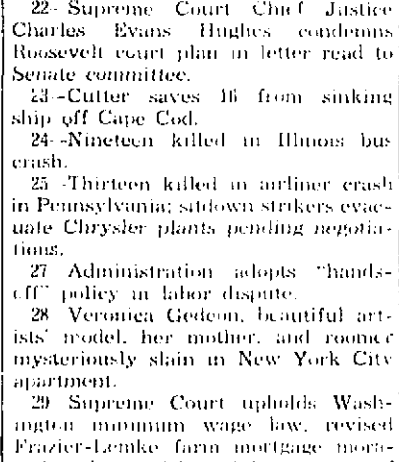 22--Supreme Court Chief Justice
Charles Evans Hughes condemns
Roosevelt court plan in letter read to
Senate committee.
23--Cutter saves 16 from sinking
ship off Cape Cod.
24--Nineteen killed in Illinois bus
crash.
25--Thirteen killed in airliner crash
in Pennsylvania; sitdown strikers evac-
uate Chrysler plants pending negotia-
tions.
27 Administration adopts "hands-
off" policy in labor dispute.
28 Veronica Gedeon, beautiful art-
ists' model, her mother, and roomer
mysteriously slain in New York City
apartment.
29 Supreme Court upholds Wash-
ington minimum wage law, revised
Frazier-Lemke farm mortgage mora-